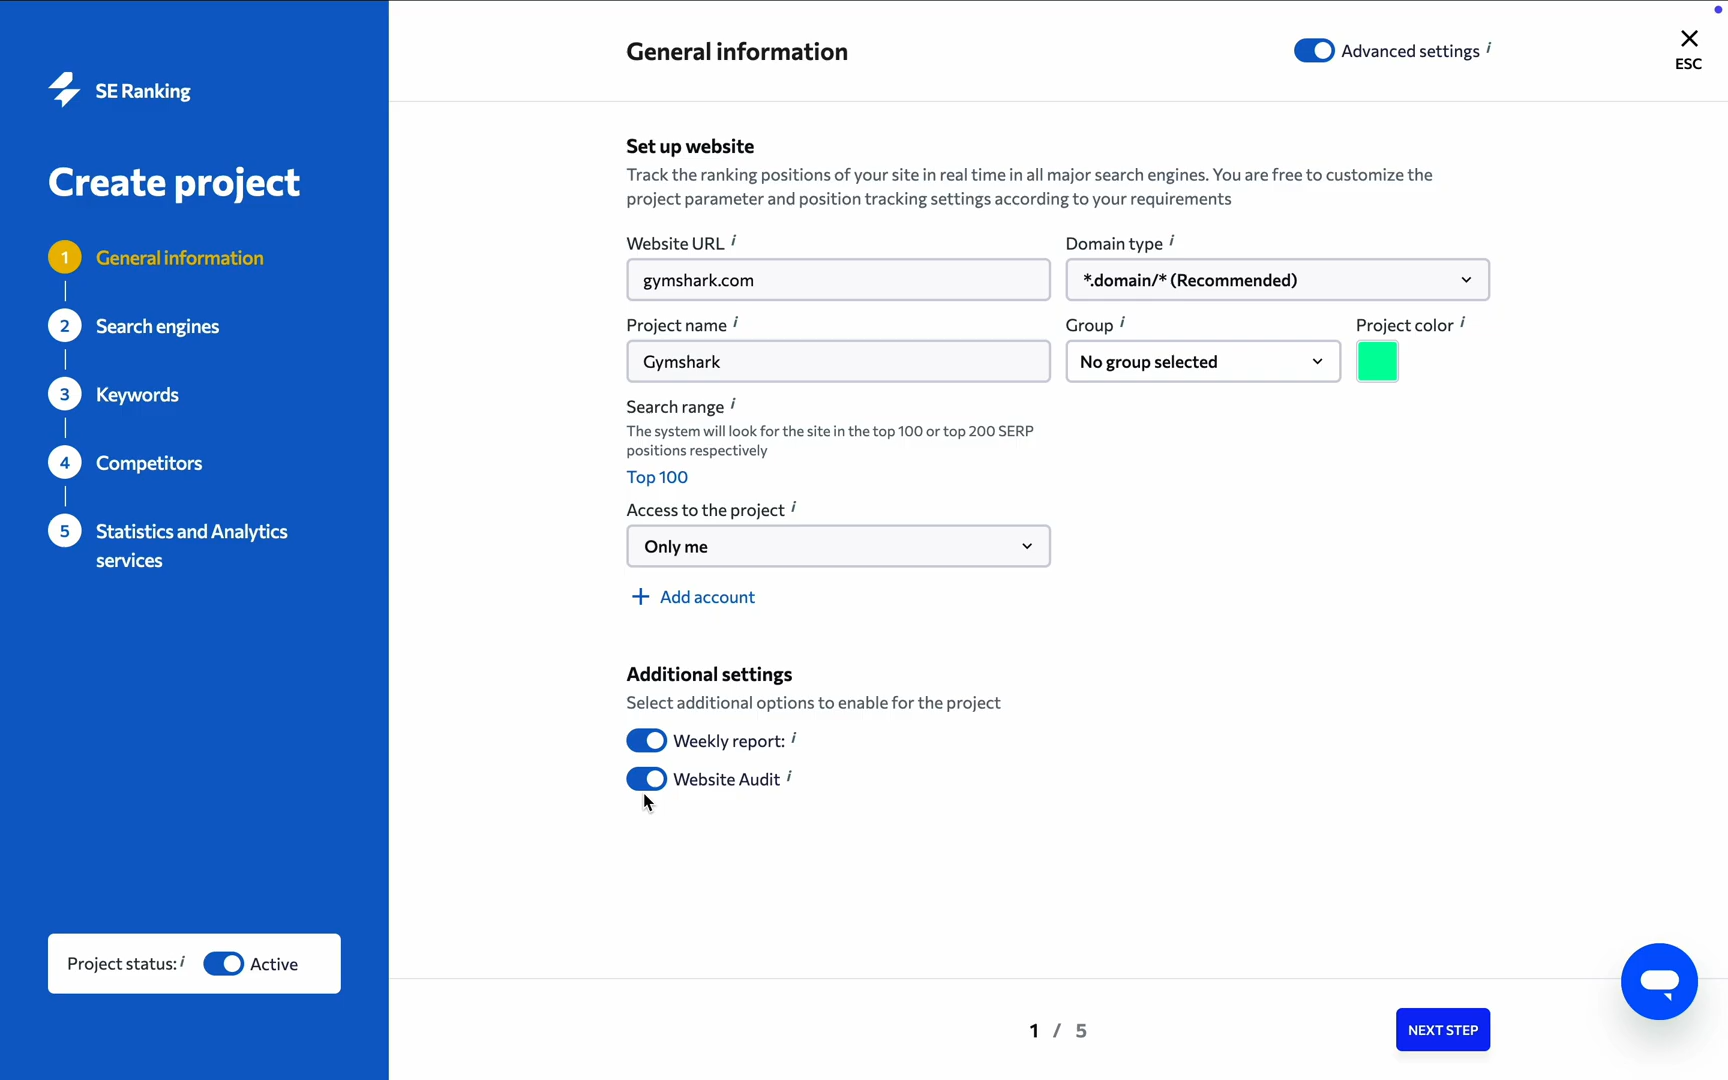 SE Ranking
Create project
1 General information
2 Search engines
3 Keywords
4 Competitors
5 Statistics and Analytics
services
Project status: i Active
General information
Advanced settings i
ESC
Set up website
Track the ranking positions of your site in real time in all major search engines. You are free to customize the
project parameter and position tracking settings according to your requirements
Website URL i
Domain type i
gymshark.com
*.domain/* (Recommended)
Project name i
Group i
Project color i
Gymshark
No group selected
Search range i
The system will look for the site in the top 100 or top 200 SERP
positions respectively
Top 100
Access to the project i
Only me
+ Add account
Additional settings
Select additional options to enable for the project
Weekly report: i
Website Audit i
1 / 5
NEXT STEP